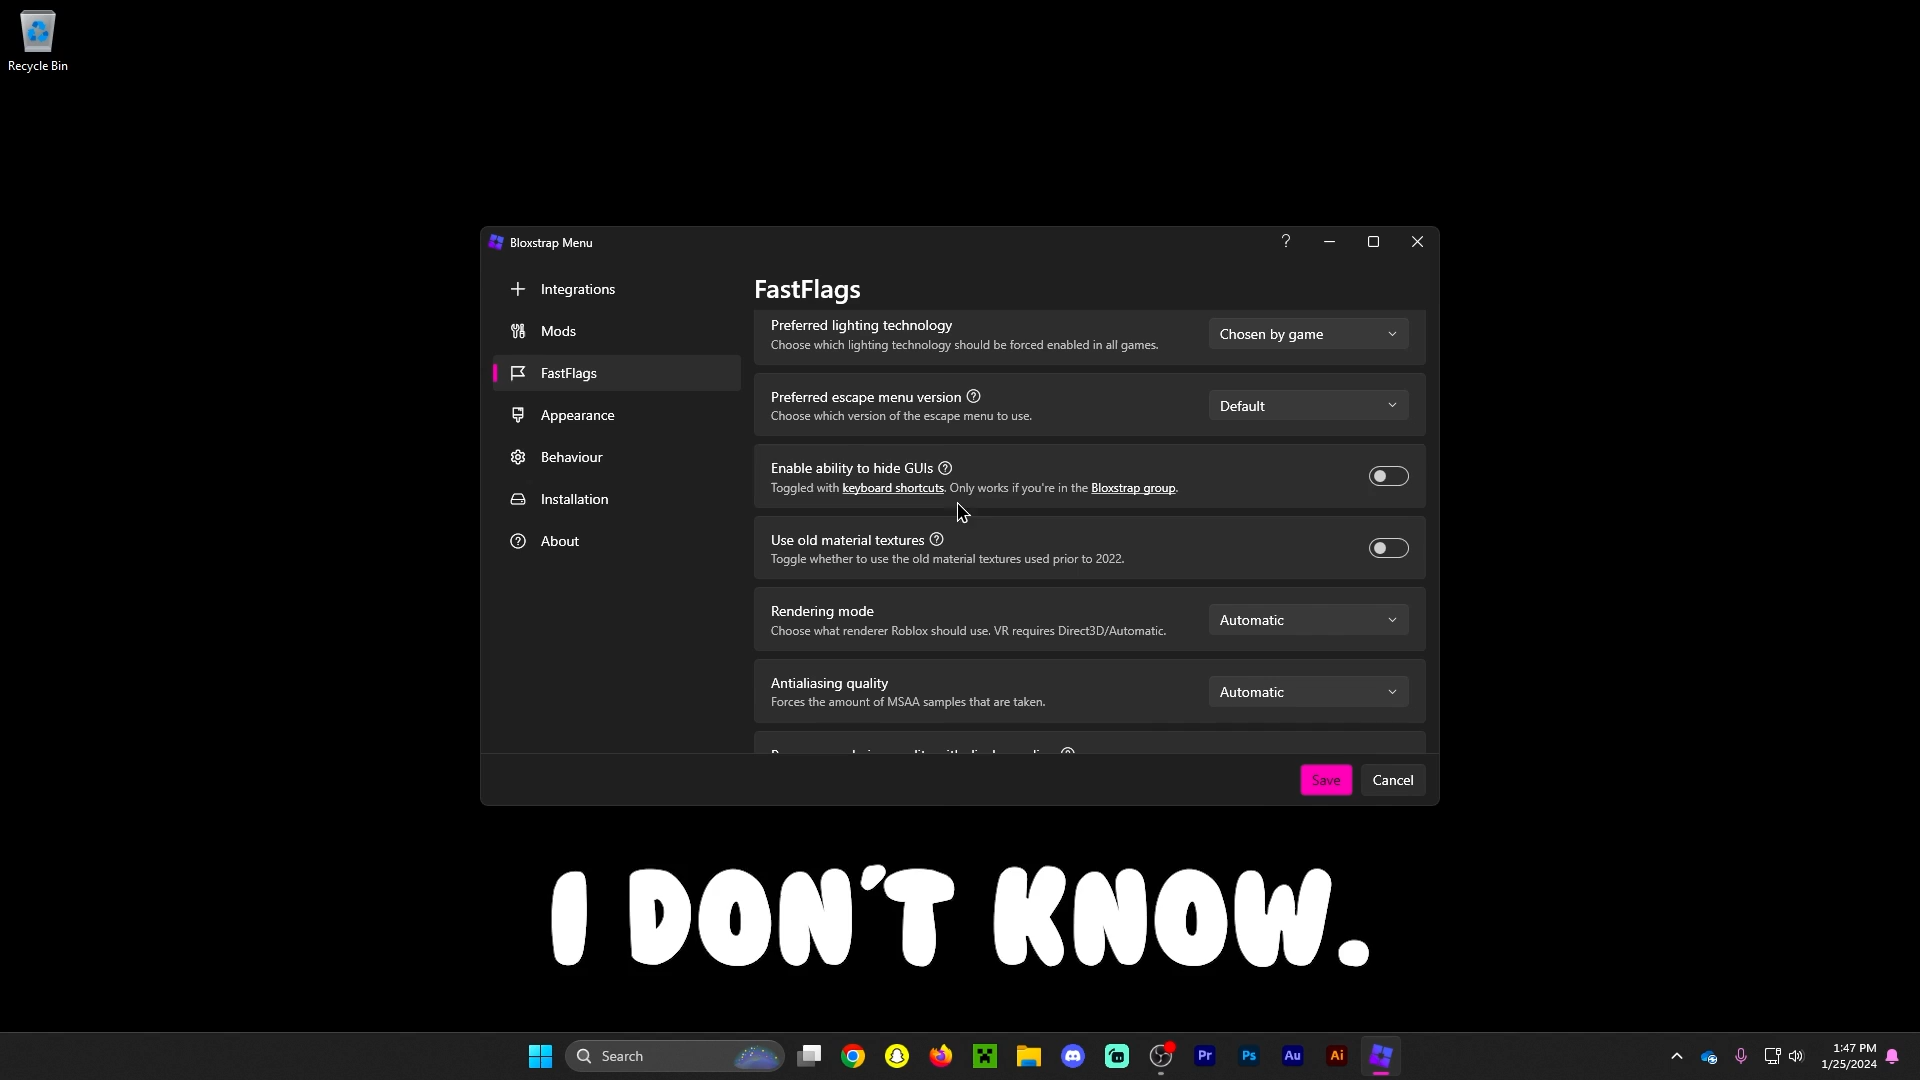 Recycle Bin
Bloxstrap Menu
?
Integrations
Mods
FastFlags
Appearance
Behaviour
Installation
About
FastFlags
Preferred lighting technology
Choose which lighting technology should be forced enabled in all games.
Chosen by game
Preferred escape menu version
Choose which version of the escape menu to use.
Default
Enable ability to hide GUIs
Toggled with keyboard shortcuts. Only works if you're in the Bloxstrap group.
Use old material textures
Toggle whether to use the old material textures used prior to 2022.
Rendering mode
Choose what renderer Roblox should use. VR requires Direct3D/Automatic.
Automatic
Antialiasing quality
Forces the amount of MSAA samples that are taken.
Automatic
Save
Cancel
I DON'T KNOW.
Search
Pr
Ps
Au
Ai
1:47 PM
1/25/2024